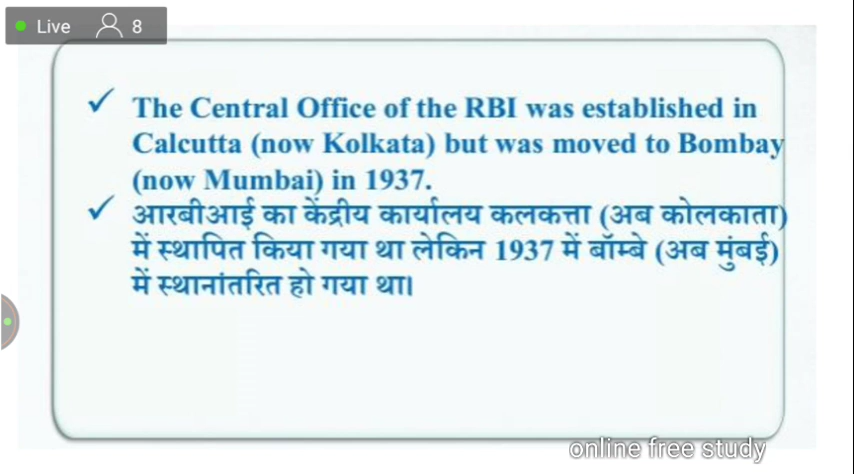 Live 8
✓ The Central Office of the RBI was established in
Calcutta (now Kolkata) but was moved to Bombay
(now Mumbai) in 1937.
✓ आरबीआई का केंद्रीय कार्यालय कलकत्ता (अब कोलकाता)
में स्थापित किया गया था लेकिन 1937 में बॉम्बे (अब मुंबई)
में स्थानांतरित हो गया था।
online free study